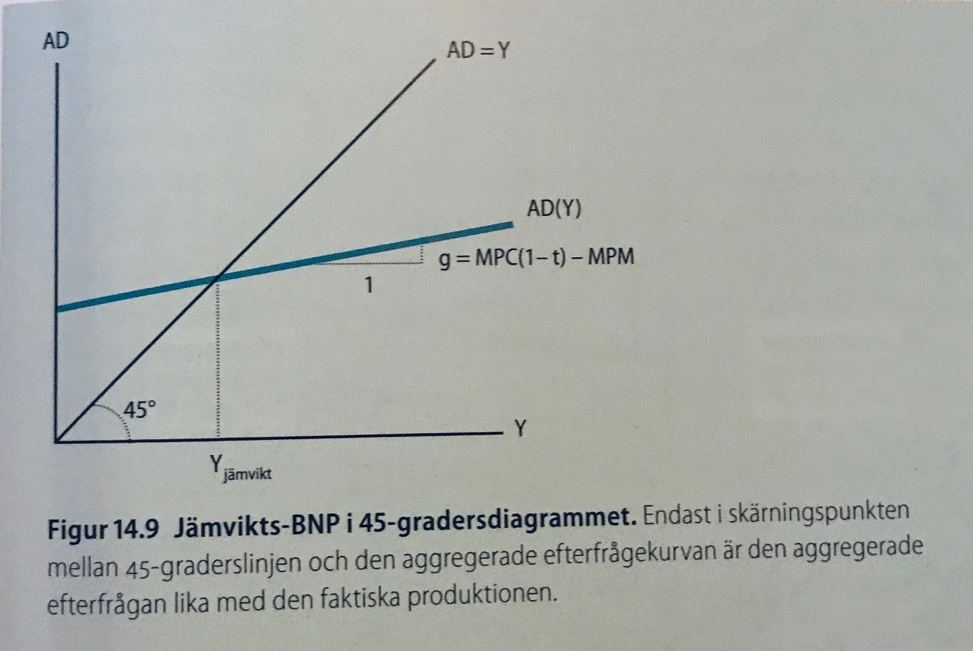 AD
AD = Y
AD(Y)
g = MPC(1– t) – MPM
1
45°
Y
Y jämvikt
Figur 14.9 Jämvikts-BNP i 45-gradersdiagrammet. Endast i skärningspunkten
mellan 45-graderslinjen och den aggregerade efterfrågekurvan är den aggregerade
efterfrågan lika med den faktiska produktionen.